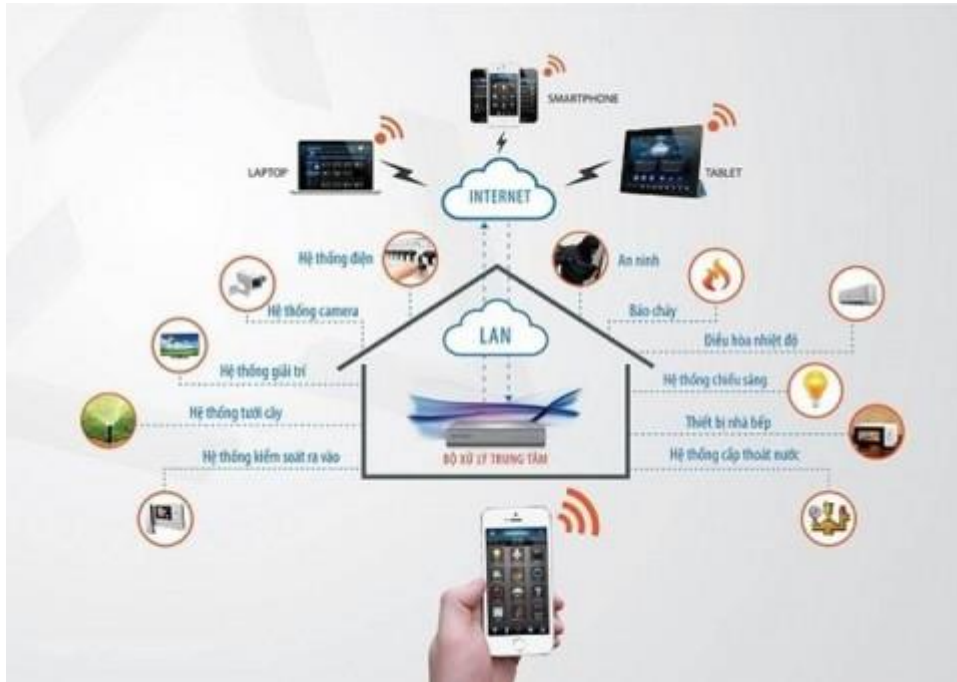 SMARTPHONE
LAPTOP
TABLET
INTERNET
Hệ thống điện
An ninh
Hệ thống camera
Báo cháy
LAN
Điều hòa nhiệt độ
Hệ thống giải trí
Hệ thống chiếu sáng
Hệ thống tưới cây
Thiết bị nhà bếp
Hệ thống kiểm soát ra vào
BỘ XỬ LÝ TRUNG TÂM
Hệ thống cấp thoát nước